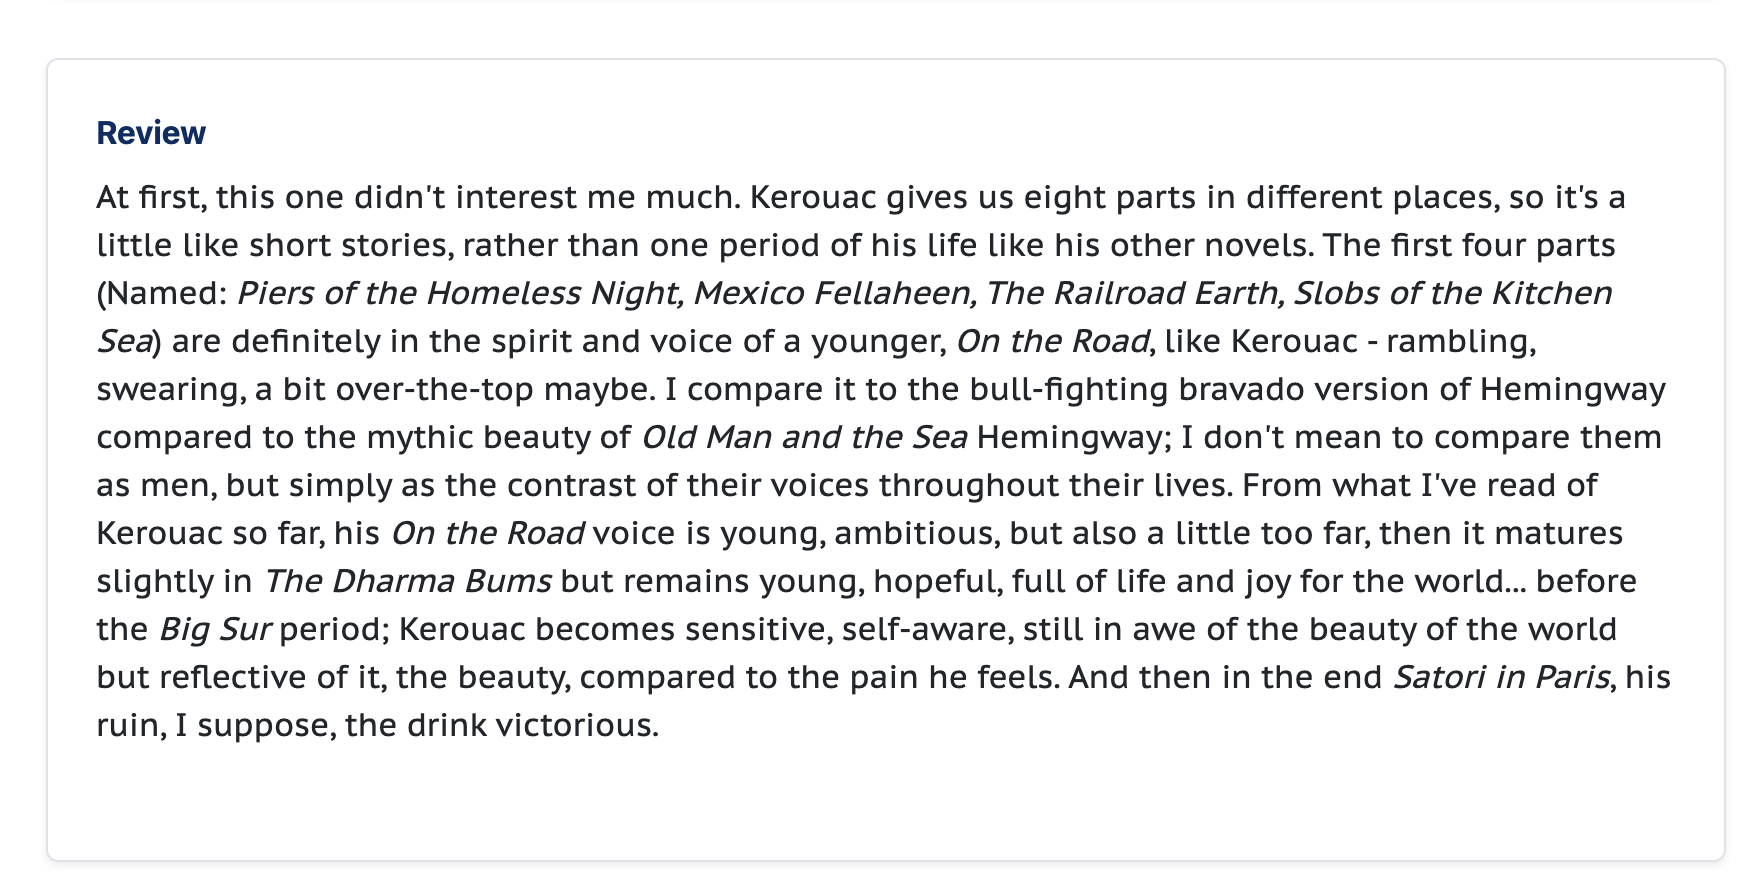 Review
At first, this one didn't interest me much. Kerouac gives us eight parts in different places, so it's a
little like short stories, rather than one period of his life like his other novels. The first four parts
(Named: Piers of the Homeless Night, Mexico Fellaheen, The Railroad Earth, Slobs of the Kitchen
Sea) are definitely in the spirit and voice of a younger, On the Road, like Kerouac - rambling,
swearing, a bit over-the-top maybe. I compare it to the bull-fighting bravado version of Hemingway
compared to the mythic beauty of Old Man and the Sea Hemingway; I don't mean to compare them
as men, but simply as the contrast of their voices throughout their lives. From what I've read of
Kerouac so far, his On the Road voice is young, ambitious, but also a little too far, then it matures
slightly in The Dharma Bums but remains young, hopeful, full of life and joy for the world... before
the Big Sur period; Kerouac becomes sensitive, self-aware, still in awe of the beauty of the world
but reflective of it, the beauty, compared to the pain he feels. And then in the end Satori in Paris, his
ruin, I suppose, the drink victorious.